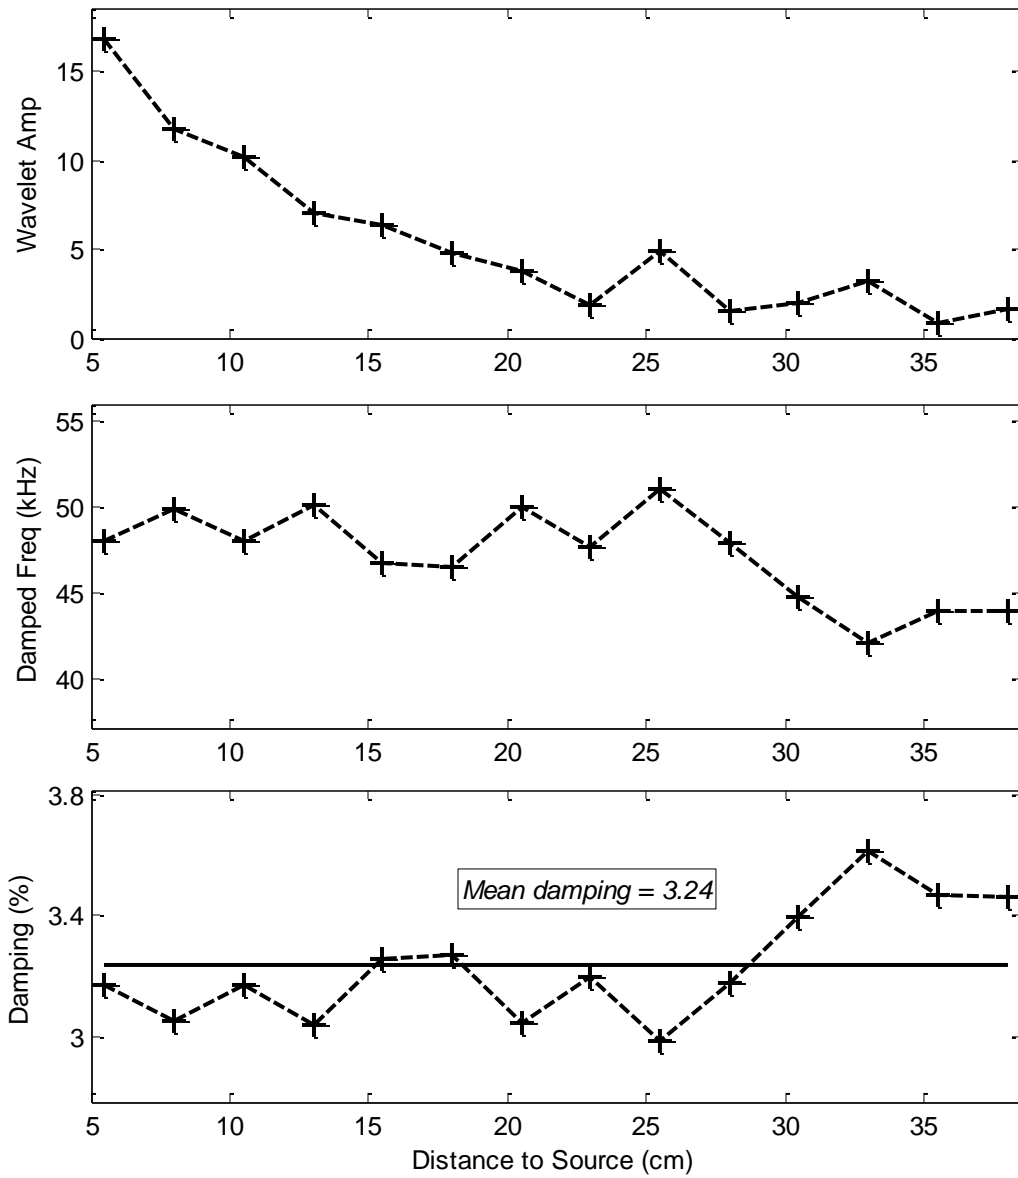 15
10
5
0
Wavelet Amp
5 10 15 20 25 30 35
55
50
45
40
Damped Freq (kHz)
5 10 15 20 25 30 35
3.8
3.4
3
Damping (%)
Mean damping = 3.24
5 10 15 20 25 30 35
Distance to Source (cm)